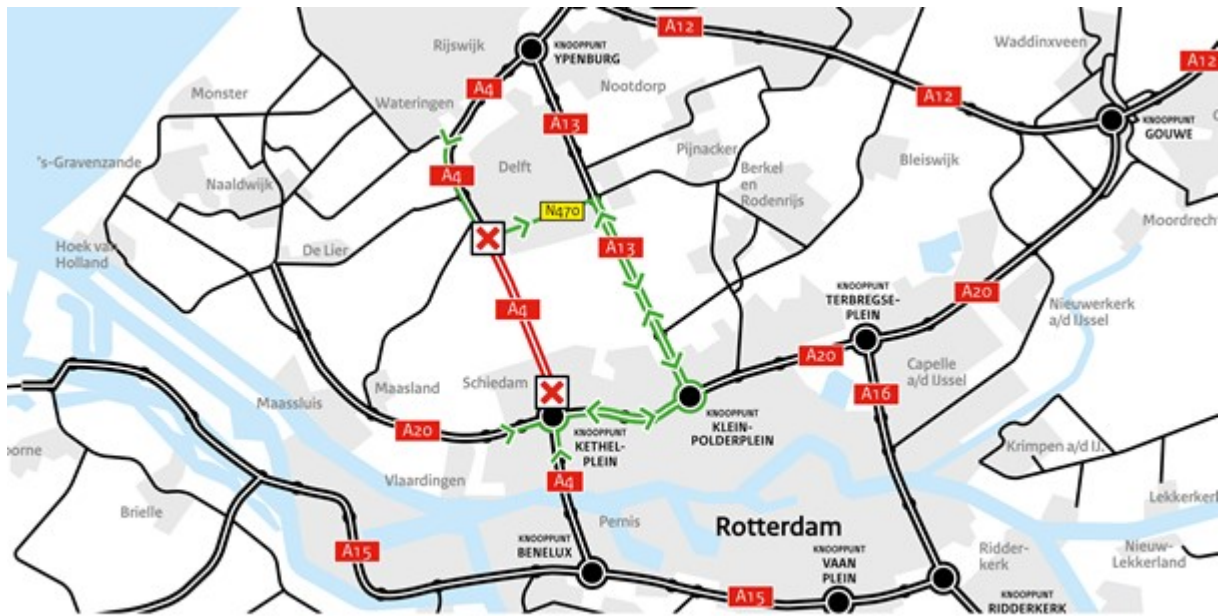 A12
Rijswijk
KNOOPPUNT
YPENBURG
Waddinxveen
A12
Nootdorp
A4
Monster
Wateringen
A12
A13
KNOOPPUNT
GOUWE
's-Gravenzande
Delft
Pijnacker
Bleiswijk
Naaldwijk
A4
Berkel
en
Rodenrijs
N470
Moordrecht
Hoek van
Holland
De Lier
A13
KNOOPPUNT
TERBREGSE-
PLEIN
A20
A4
Nieuwerkerk
a/d IJssel
A20
Capelle
a/d IJssel
Maasland
Schiedam
A16
Maassluis
A20
KNOOPPUNT
KETHEL-
PLEIN
KNOOPPUNT
KLEIN-
POLDERPLEIN
Krimpen a/d IJ.
oorne
Vlaardingen
A4
Lekkerkerk
Brielle
Pernis
Rotterdam
A15
KNOOPPUNT
BENELUX
KNOOPPUNT
VAAN
PLEIN
Ridder-
kerk
Nieuw-
Lekkerland
A15
KNOOPPUNT
RIDDERKERK